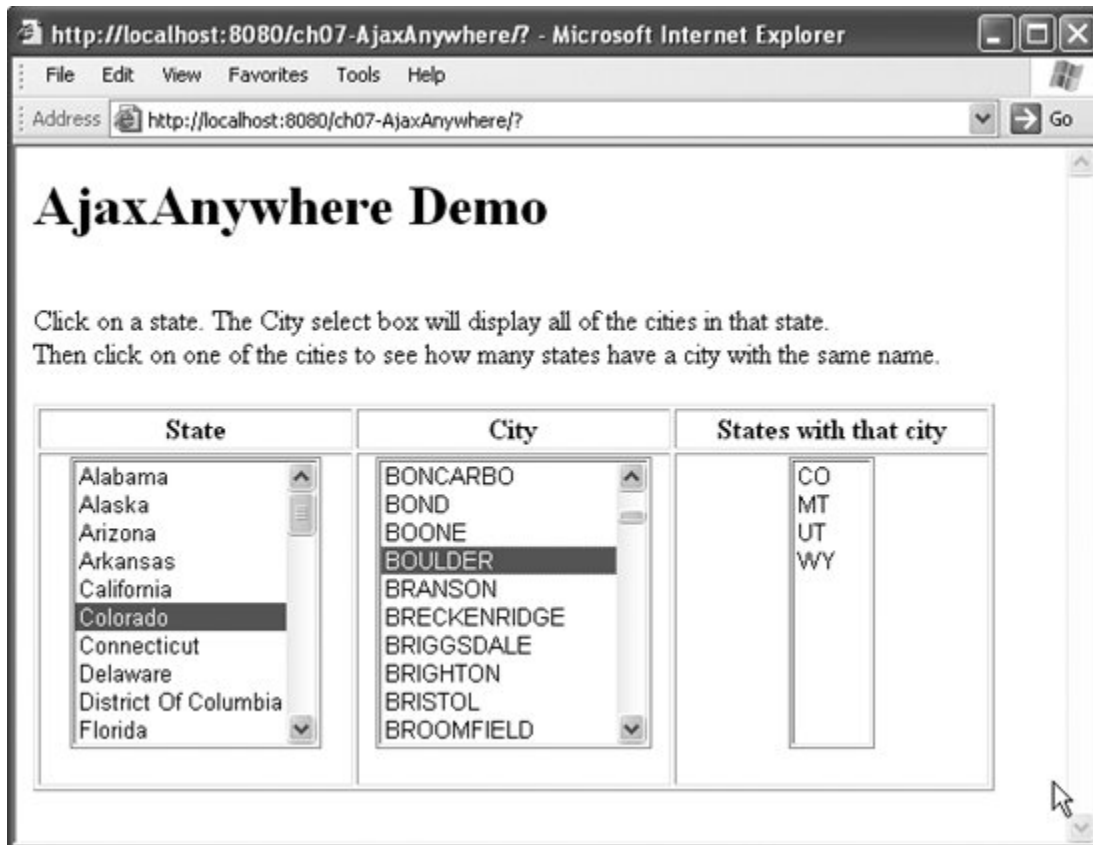 http://localhost:8080/ch07-AjaxAnywhere/? - Microsoft Internet Explorer
File Edit View Favorites Tools Help
Address http://localhost:8080/ch07-AjaxAnywhere/? Go
AjaxAnywhere Demo
Click on a state. The City select box will display all of the cities in that state.
Then click on one of the cities to see how many states have a city with the same name.
State City States with that city
Alabama BONCARBO CO
Alaska BOND MT
Arizona BOONE UT
Arkansas BOULDER WY
California BRANSON
Colorado BRECKENRIDGE
Connecticut BRIGGSDALE
Delaware BRIGHTON
District Of Columbia BRISTOL
Florida BROOMFIELD